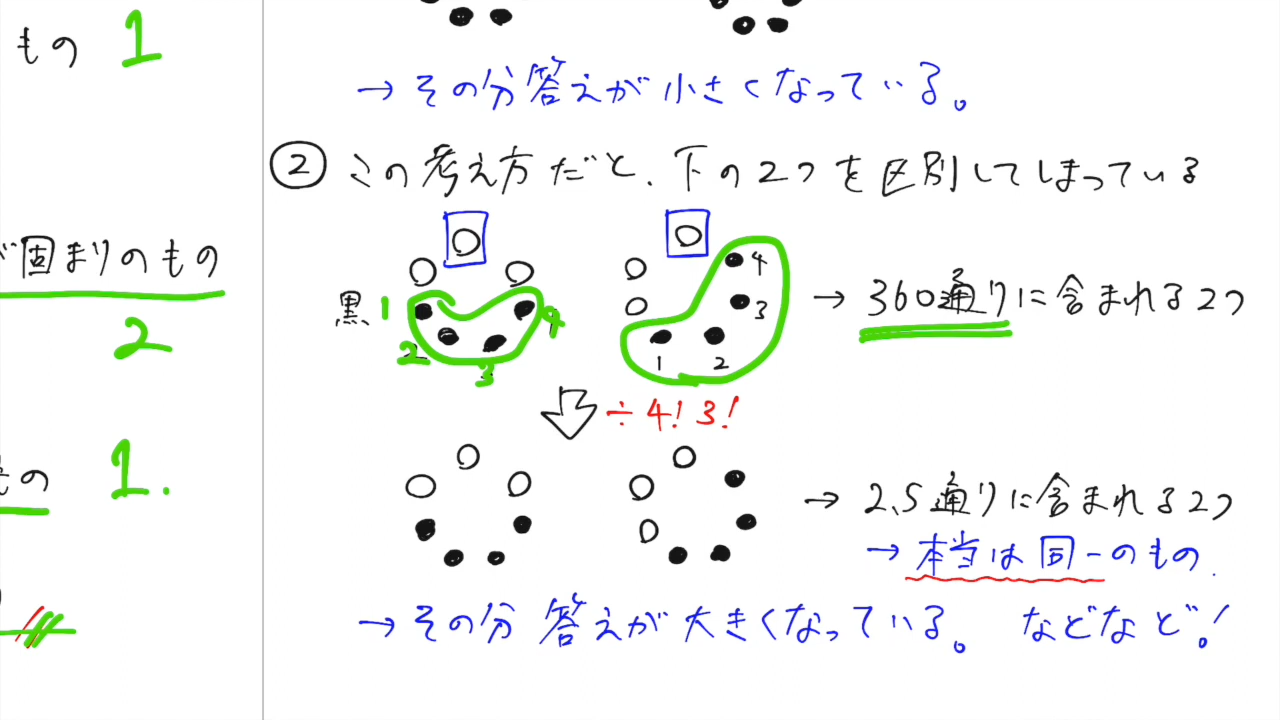 もの 1
→ その分答えが小さくなっている。
② この考え方だと、下の2つを区別してしまっている
が固まりのもの
2
黒 1 2 3 4
1 2 3 4
→ 360通りに含まれる2つ
÷4!3!
もの 1.
→ 2.5通りに含まれる2つ
→ 本当は同一のもの.
→ その分 答えが大きくなっている。 などなど!